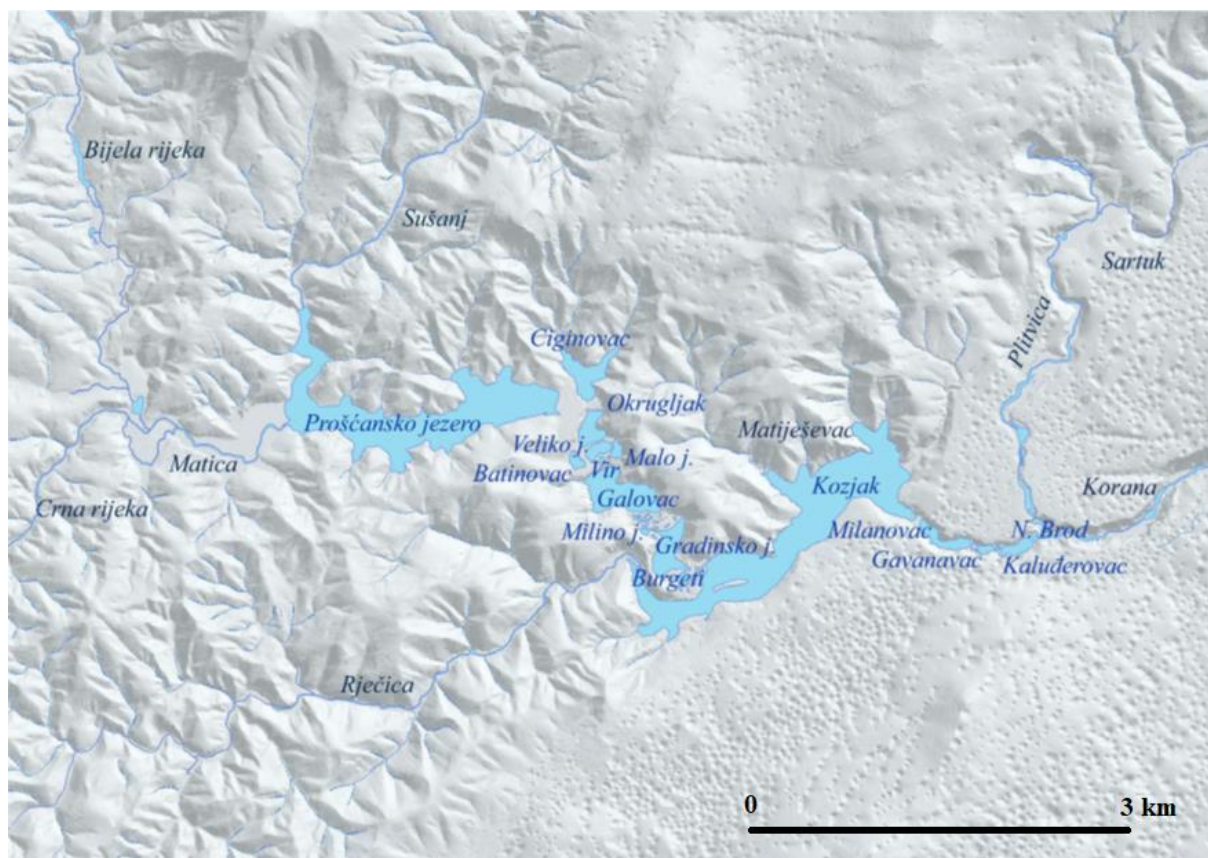 Bijela rijeka
Sušanj
Sartuk
Plitvica
Ciginovac
Okrugljak
Prošćansko jezero
Matiješevac
Veliko j.
Malo j.
Matica
Batinovac
Vir
Kozjak
Korana
Galovac
Crna rijeka
Milino j.
Milanovac
N. Brod
Gradinsko j.
Gavanavac
Kaluđerovac
Burgeti
Rječica
0
3 km